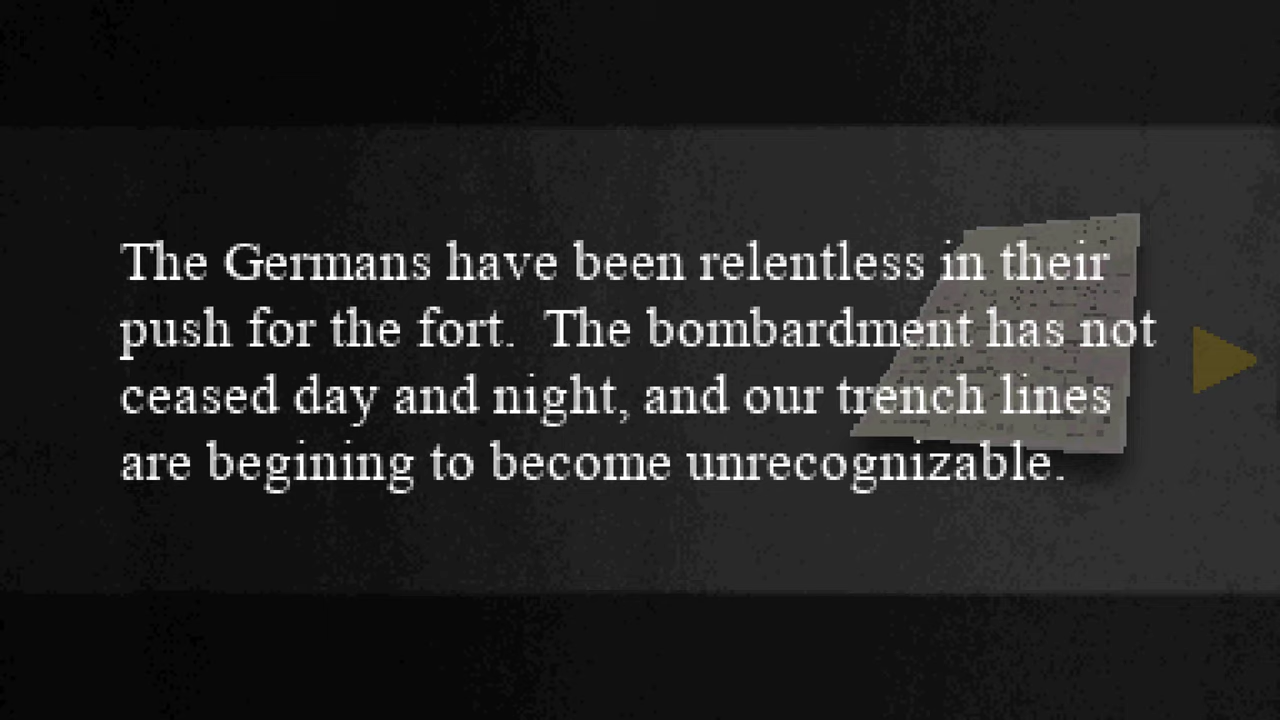 The Germans have been relentless in their
push for the fort.  The bombardment has not
ceased day and night, and our trench lines
are begining to become unrecognizable.